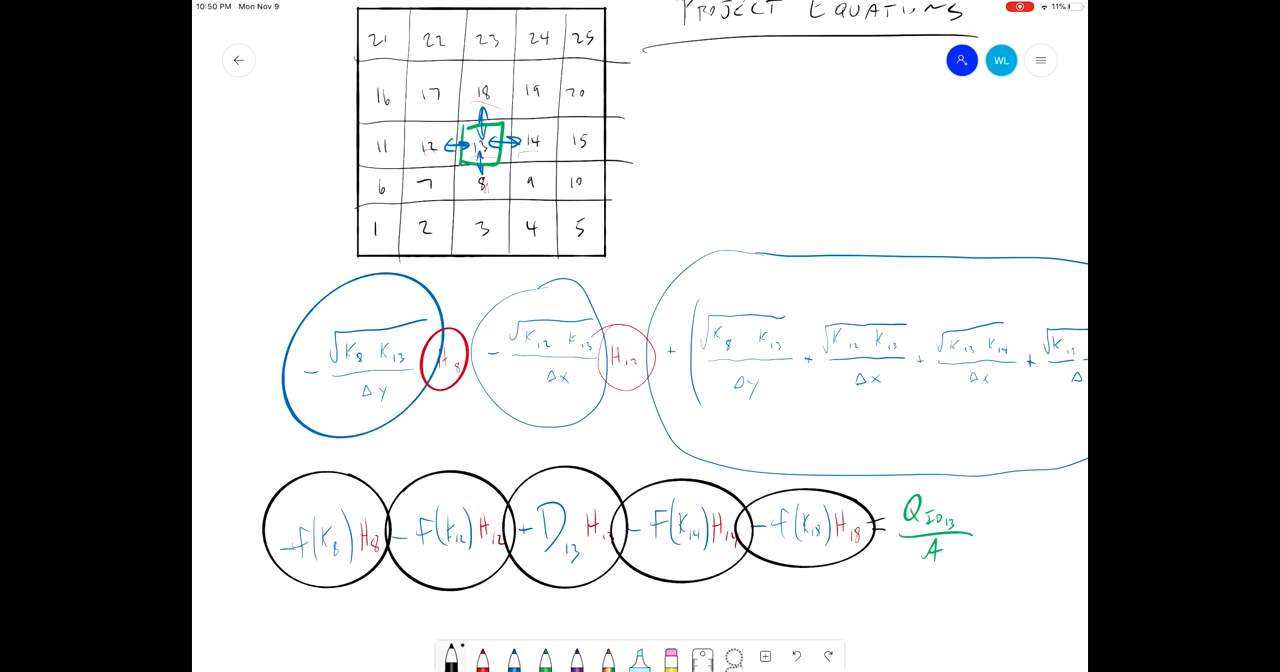 10:50 PM Mon Nov 9
11%
PROJECT EQUATIONS
WL
21 22 23 24 25
16 17 18 19 20
11 12 13 14 15
6 7 8 9 10
1 2 3 4 5
- √K₈ K₁₃ / Δy H₈ - √K₁₂ K₁₃ / Δx H₁₂ + ( √K₈ K₁₃ / Δy + √K₁₂ K₁₃ / Δx + √K₁₃ K₁₄ / Δx + √K₁₃ / Δ
-f(K₈)H₈ - f(K₁₂)H₁₂ + D₁₃ H₁₃ - f(K₁₄)H₁₄ - f(K₁₈)H₁₈ = Q_IO₁₃ / A